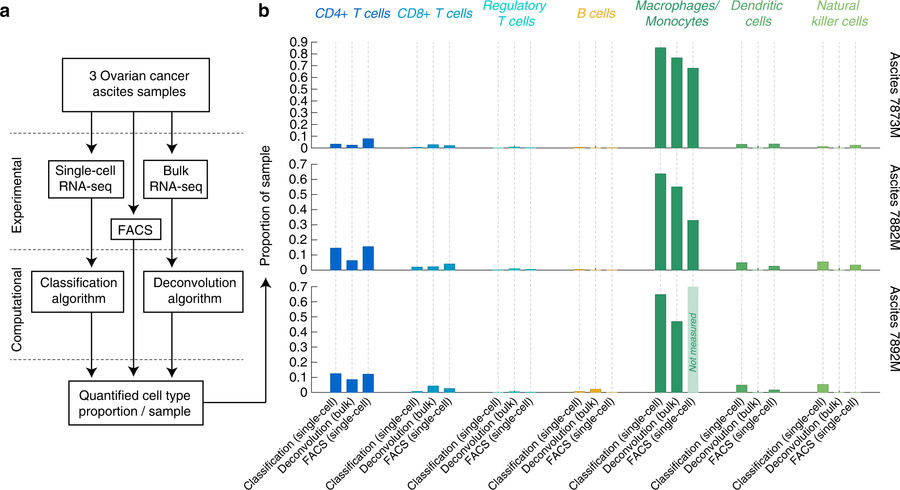 a
3 Ovarian cancer
ascites samples
Experimental
Single-cell
RNA-seq
Bulk
RNA-seq
FACS
Computational
Classification
algorithm
Deconvolution
algorithm
Quantified cell type
proportion / sample
b
CD4+ T cells
CD8+ T cells
Regulatory
T cells
B cells
Macrophages/
Monocytes
Dendritic
cells
Natural
killer cells
Proportion of sample
0.9
0.8
0.7
0.6
0.5
0.4
0.3
0.2
0.1
0
Ascites 7873M
0.7
0.6
0.5
0.4
0.3
0.2
0.1
0
Ascites 7882M
0.7
0.6
0.5
0.4
0.3
0.2
0.1
0
Not measured
Ascites 7892M
Classification (single-cell)
Deconvolution (bulk)
FACS (single-cell)
Classification (single-cell)
Deconvolution (bulk)
FACS (single-cell)
Classification (single-cell)
Deconvolution (bulk)
FACS (single-cell)
Classification (single-cell)
Deconvolution (bulk)
FACS (single-cell)
Classification (single-cell)
Deconvolution (bulk)
FACS (single-cell)
Classification (single-cell)
Deconvolution (bulk)
FACS (single-cell)
Classification (single-cell)
Deconvolution (bulk)
FACS (single-cell)